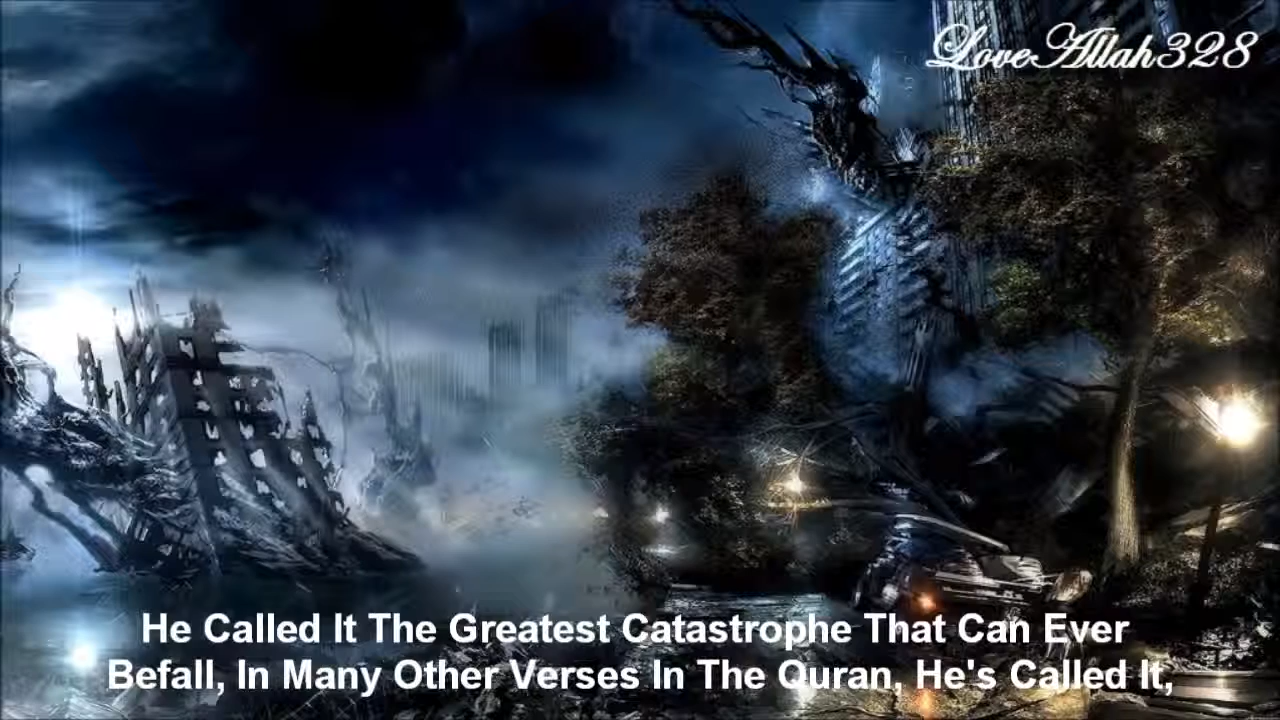 LoveAllah328
He Called It The Greatest Catastrophe That Can Ever
Befall, In Many Other Verses In The Quran, He's Called It,